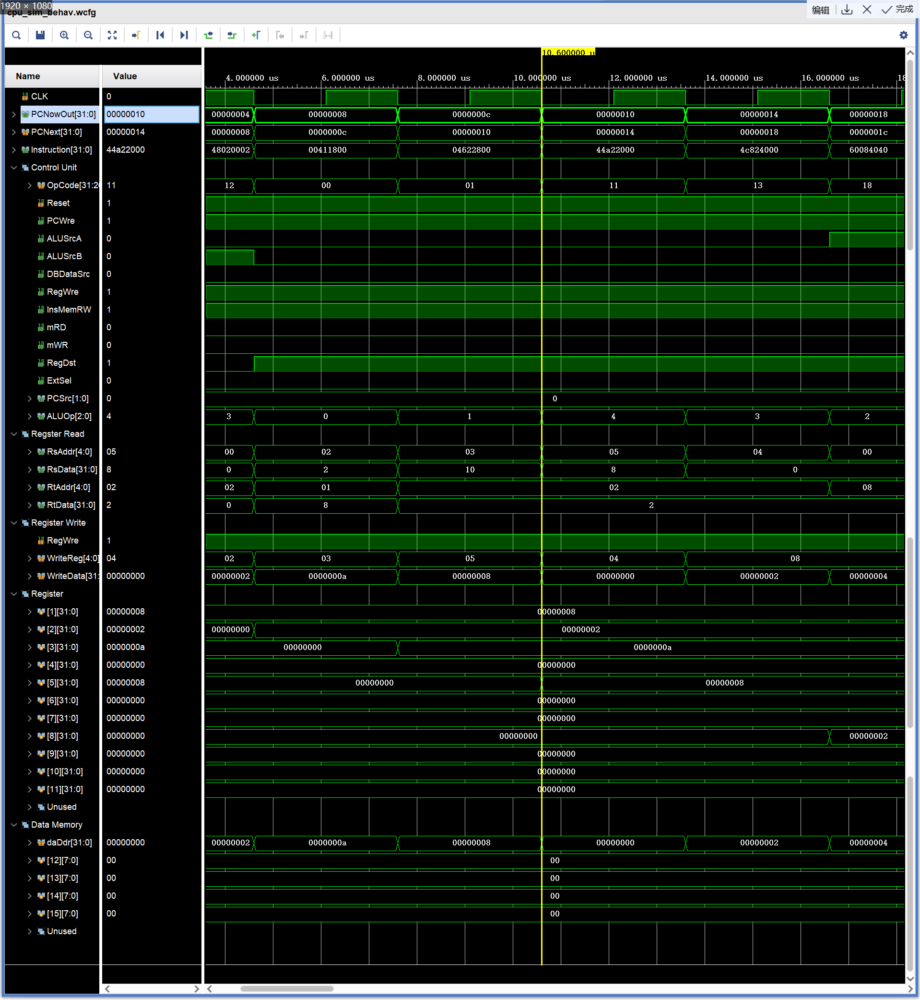 1920 × 1080
cpu_sim_behav.wcfg
编辑 完成
10.600000 u
Name Value
4.000000 us 6.000000 us 8.000000 us 10.000000 us 12.000000 us 14.000000 us 16.000000 us 18
CLK 0
PCNowOut[31:0] 00000010 00000004 00000008 0000000c 00000010 00000014 00000018
PCNext[31:0] 00000014 00000008 0000000c 00000010 00000014 00000018 0000001c
Instruction[31:0] 44a22000 48020002 00411800 04622800 44a22000 4c824000 60084040
Control Unit
OpCode[31:26 11 12 00 01 11 13 18
Reset 1
PCWre 1
ALUSrcA 0
ALUSrcB 0
DBDataSrc 0
RegWre 1
InsMemRW 1
mRD 0
mWR 0
RegDst 1
ExtSel 0
PCSrc[1:0] 0 0
ALUOp[2:0] 4 3 0 1 4 3 2
Regster Read
RsAddr[4:0] 05 00 02 03 05 04 00
RsData[31:0] 8 0 2 10 8 0
RtAddr[4:0] 02 02 01 02 08
RtData[31:0] 2 0 8 2
Register Write
RegWre 1
WriteReg[4:0] 04 02 03 05 04 08
WriteData[31: 00000000 00000002 0000000a 00000008 00000000 00000002 00000004
Register
[1][31:0] 00000008 00000008
[2][31:0] 00000002 00000000 00000002
[3][31:0] 0000000a 00000000 0000000a
[4][31:0] 00000000 00000000
[5][31:0] 00000008 00000000 00000008
[6][31:0] 00000000 00000000
[7][31:0] 00000000 00000000
[8][31:0] 00000000 00000000 00000002
[9][31:0] 00000000 00000000
[10][31:0] 00000000 00000000
[11][31:0] 00000000 00000000
Unused
Data Memory
daDdr[31:0] 00000000 00000002 0000000a 00000008 00000000 00000002 00000004
[12][7:0] 00 00
[13][7:0] 00 00
[14][7:0] 00 00
[15][7:0] 00 00
Unused